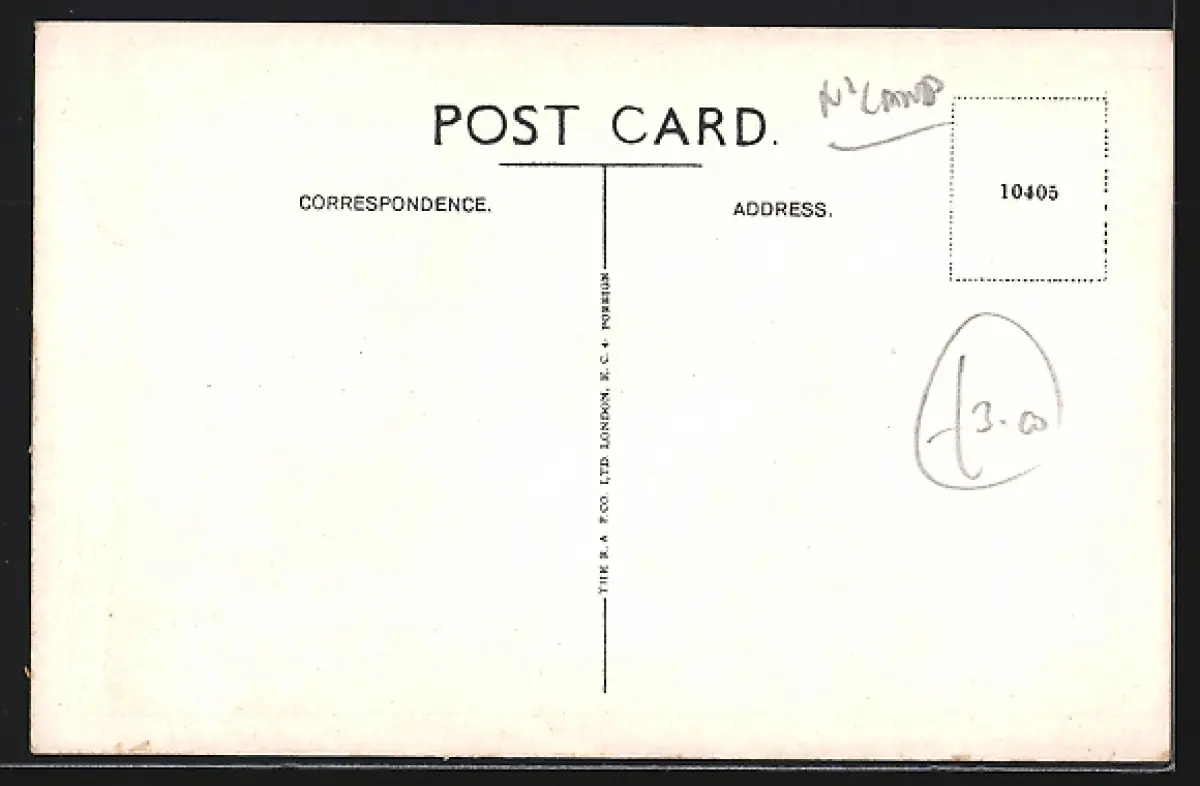 POST CARD.
N'LAND
CORRESPONDENCE.
ADDRESS.
10405
THE R.A P.CO. LTD. LONDON, E.C.4. FOREIGN
£3.00